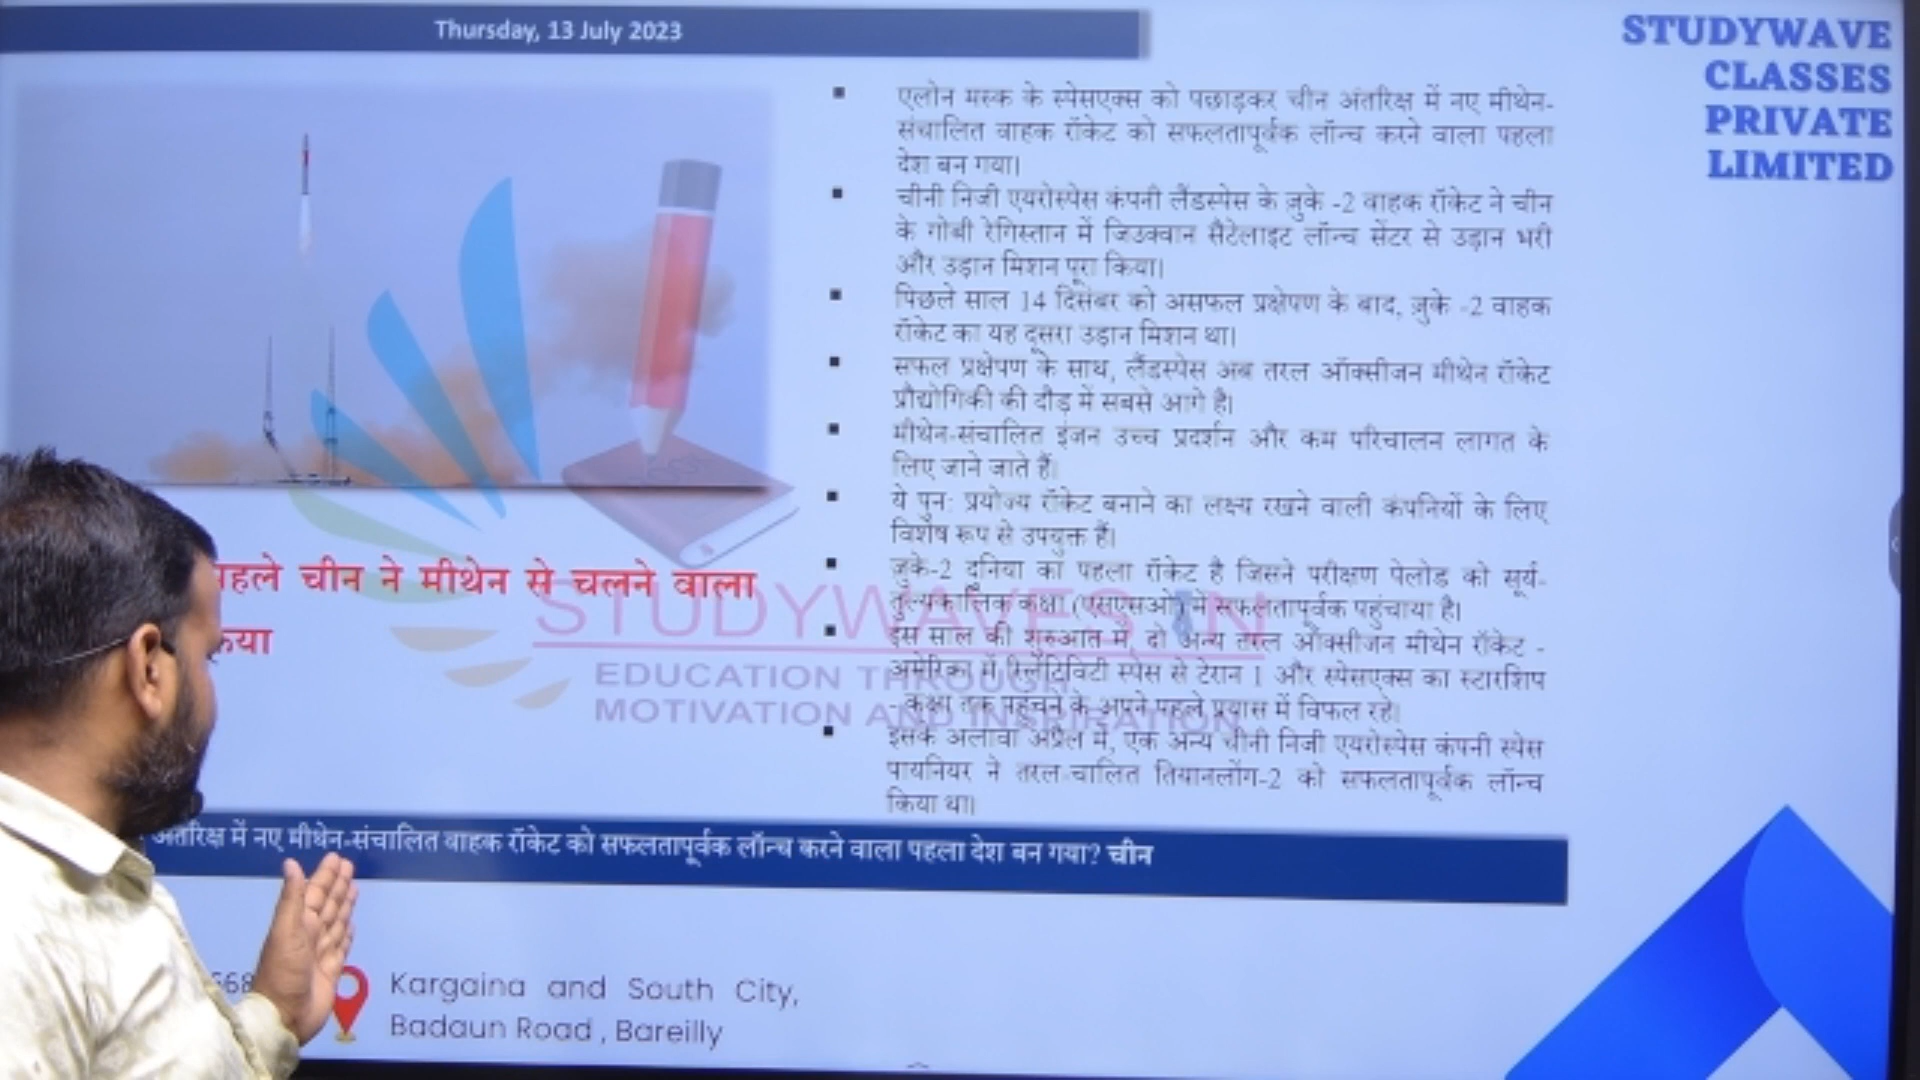 Thursday, 13 July 2023
STUDYWAVE
CLASSES
PRIVATE
LIMITED
एलोन मस्क के स्पेसएक्स को पछाड़कर चीन अंतरिक्ष में नए मीथेन-
संचालित वाहक रॉकेट को सफलतापूर्वक लॉन्च करने वाला पहला
देश बन गया।
चीनी निजी एयरोस्पेस कंपनी लैंडस्पेस के ज़ुके -2 वाहक रॉकेट ने चीन
के गोबी रेगिस्तान में जिउक्वान सैटेलाइट लॉन्च सेंटर से उड़ान भरी
और उड़ान मिशन पूरा किया।
पिछले साल 14 दिसंबर को असफल प्रक्षेपण के बाद, ज़ुके -2 वाहक
रॉकेट का यह दूसरा उड़ान मिशन था।
सफल प्रक्षेपण के साथ, लैंडस्पेस अब तरल ऑक्सीजन मीथेन रॉकेट
प्रौद्योगिकी की दौड़ में सबसे आगे है।
मीथेन-संचालित इंजन उच्च प्रदर्शन और कम परिचालन लागत के
लिए जाने जाते हैं।
ये पुन: प्रयोज्य रॉकेट बनाने का लक्ष्य रखने वाली कंपनियों के लिए
विशेष रूप से उपयुक्त हैं।
ज़ुके-2 दुनिया का पहला रॉकेट है जिसने परीक्षण पेलोड को सूर्य-
तुल्यकालिक कक्षा (एसएसओ) में सफलतापूर्वक पहुंचाया है।
इस साल की शुरुआत में, दो अन्य तरल ऑक्सीजन मीथेन रॉकेट -
अमेरिका में रिलेटिविटी स्पेस से टेरान 1 और स्पेसएक्स का स्टारशिप
- कक्षा तक पहुंचने के अपने पहले प्रयास में विफल रहे।
इसके अलावा अप्रैल में, एक अन्य चीनी निजी एयरोस्पेस कंपनी स्पेस
पायनियर ने तरल-चालित तियानलोंग-2 को सफलतापूर्वक लॉन्च
किया था।
पहले चीन ने मीथेन से चलने वाला
किया
STUDYWAVES.IN
EDUCATION THROUGH
MOTIVATION AND INSPIRATION
अंतरिक्ष में नए मीथेन-संचालित वाहक रॉकेट को सफलतापूर्वक लॉन्च करने वाला पहला देश बन गया? चीन
668
Kargaina and South City,
Badaun Road , Bareilly